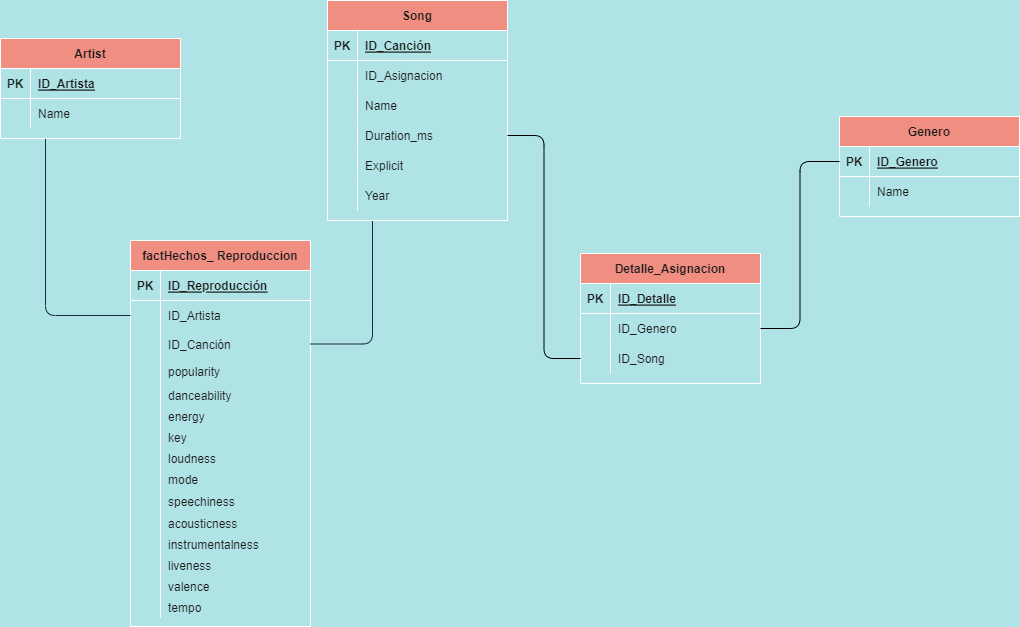 Artist
PK ID_Artista
Name
Song
PK ID_Canción
ID_Asignacion
Name
Duration_ms
Explicit
Year
factHechos_ Reproduccion
PK ID_Reproducción
ID_Artista
ID_Canción
popularity
danceability
energy
key
loudness
mode
speechiness
acousticness
instrumentalness
liveness
valence
tempo
Detalle_Asignacion
PK ID_Detalle
ID_Genero
ID_Song
Genero
PK ID_Genero
Name